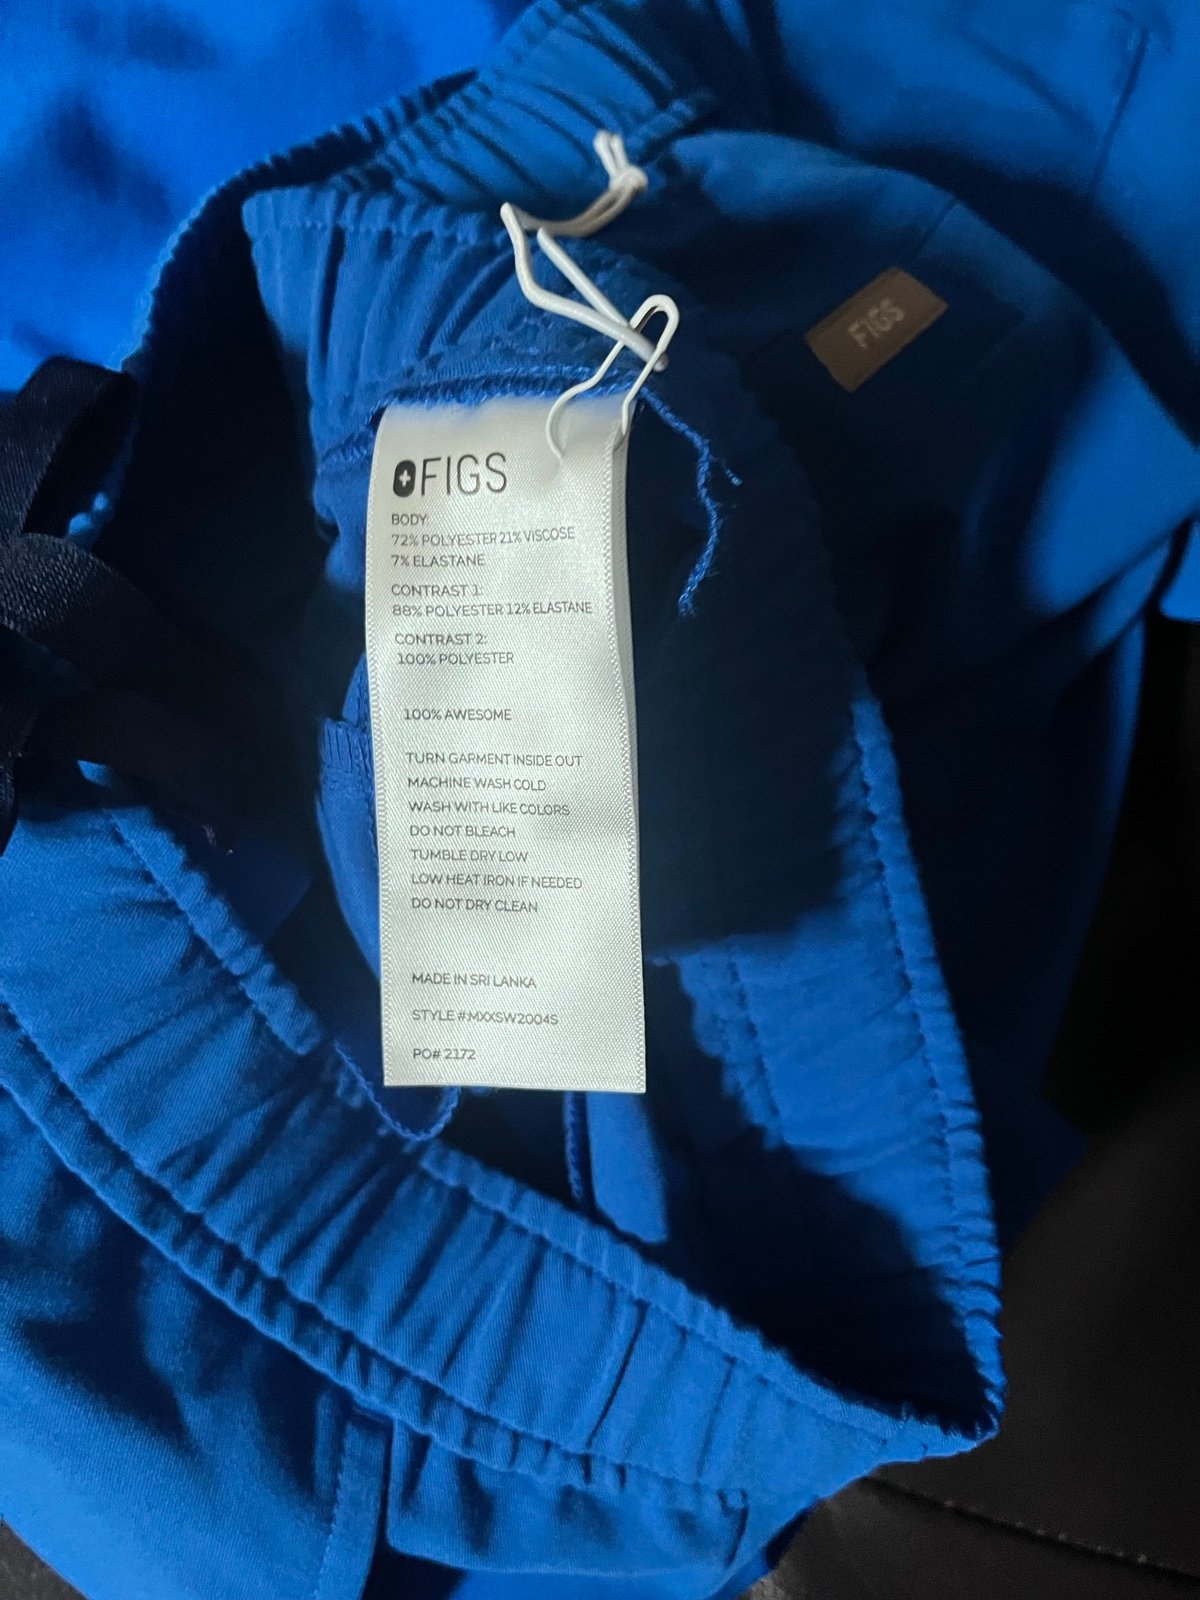 FIGS
FIGS
BODY:
72% POLYESTER 21% VISCOSE
7% ELASTANE
CONTRAST 1:
88% POLYESTER 12% ELASTANE
CONTRAST 2:
100% POLYESTER
100% AWESOME
TURN GARMENT INSIDE OUT
MACHINE WASH COLD
WASH WITH LIKE COLORS
DO NOT BLEACH
TUMBLE DRY LOW
LOW HEAT IRON IF NEEDED
DO NOT DRY CLEAN
MADE IN SRI LANKA
STYLE #:MXXSW2004S
PO# 2172